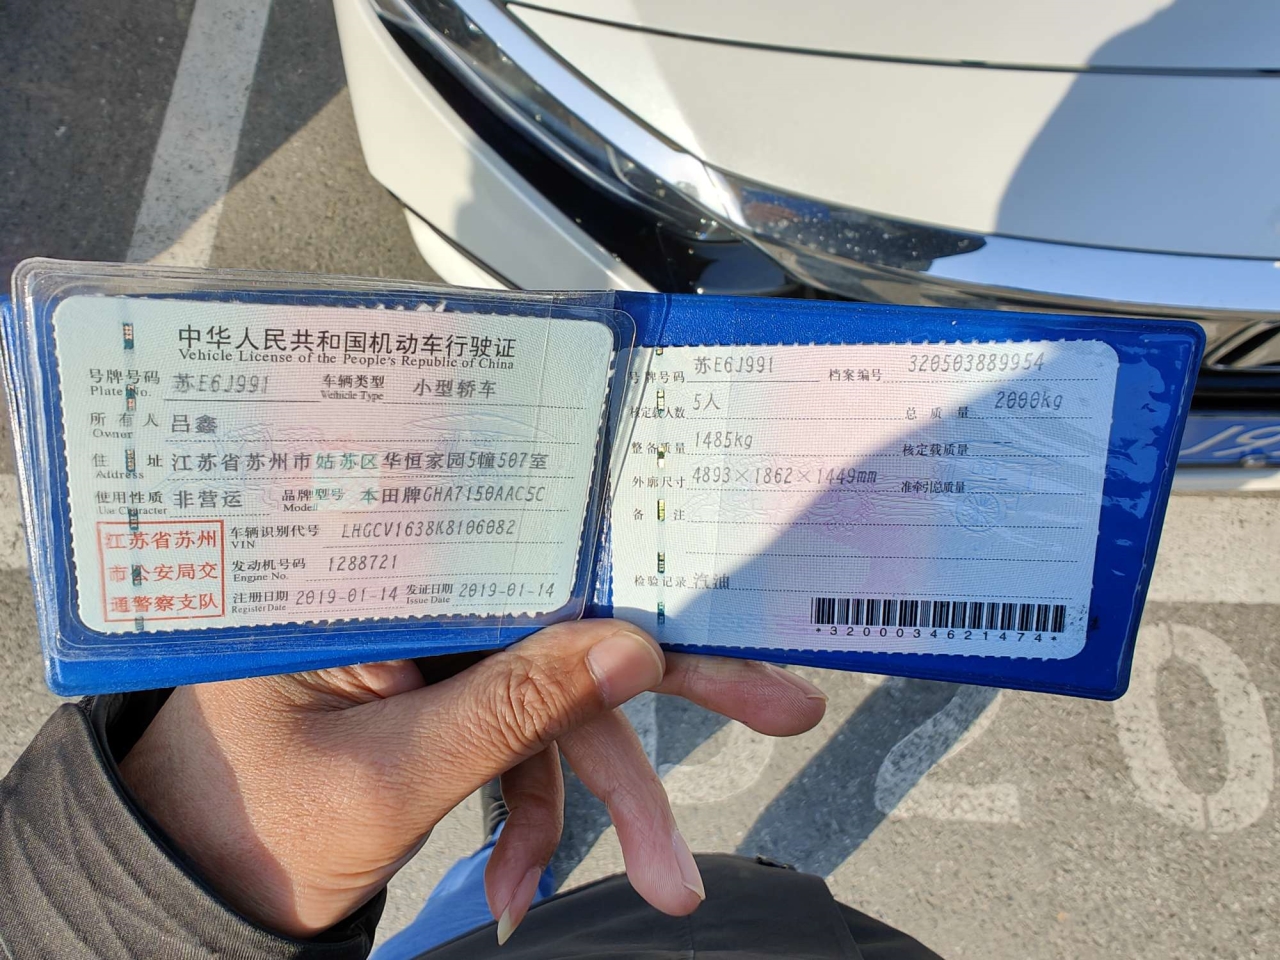 中华人民共和国机动车行驶证
Vehicle License of the People's Republic of China
号牌号码 苏E6J991 车辆类型 小型轿车
Plate No. Vehicle Type
所有人 吕鑫
Owner
住址 江苏省苏州市姑苏区华恒家园5幢507室
Address
使用性质 非营运 品牌型号 本田牌GHA7150AAC5C
Use Character Model
江苏省苏州
市公安局交
通警察支队
车辆识别代号 LHGCV1638K8106082
VIN
发动机号码 1288721
Engine No.
注册日期 2019-01-14 发证日期 2019-01-14
Register Date Issue Date
号牌号码 苏E6J991 档案编号 320503889954
核定载人数 5人 总质量 2000kg
整备质量 1485kg 核定载质量 --
外廓尺寸 4893×1862×1449mm 准牵引总质量 --
备注
检验记录 汽油
*3200034621474*
20